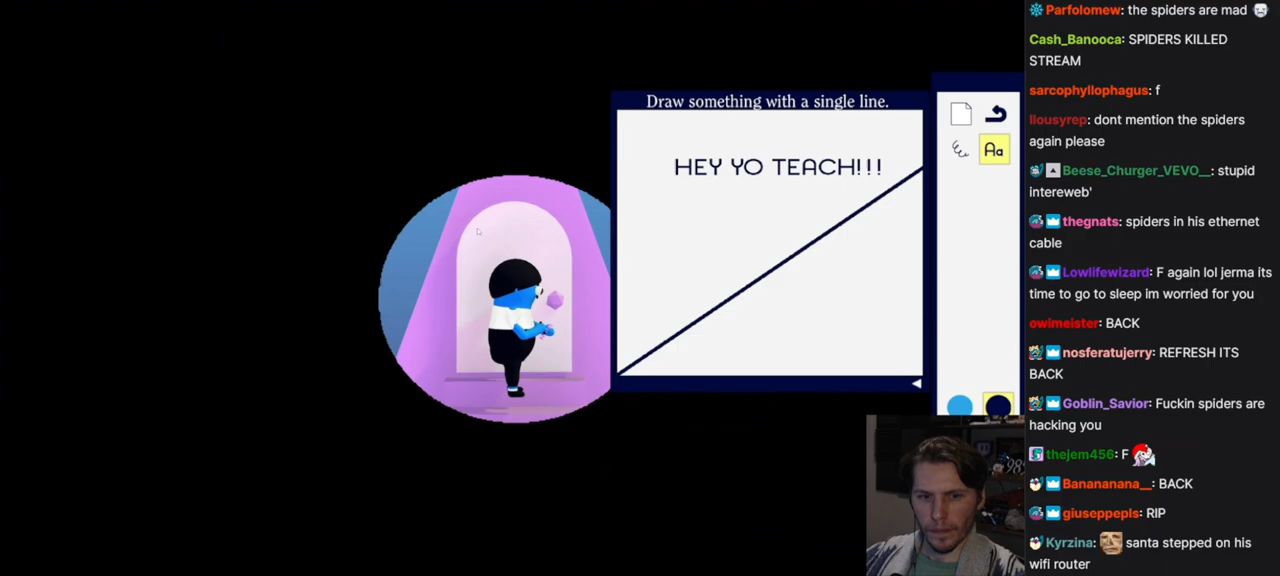 Draw something with a single line.
HEY YO TEACH!!!
Aa
Parfolomew: the spiders are mad
Cash_Banooca: SPIDERS KILLED
STREAM
sarcophyllophagus: f
llousyrep: dont mention the spiders
again please
Beese_Churger_VEVO__: stupid
intereweb'
thegnats: spiders in his ethernet
cable
Lowlifewizard: F again lol jerma its
time to go to sleep im worried for you
owimeister: BACK
nosferatujerry: REFRESH ITS
BACK
Goblin_Savior: Fuckin spiders are
hacking you
thejem456: F
Banananana__: BACK
giuseppepls: RIP
Kyrzina: santa stepped on his
wifi router